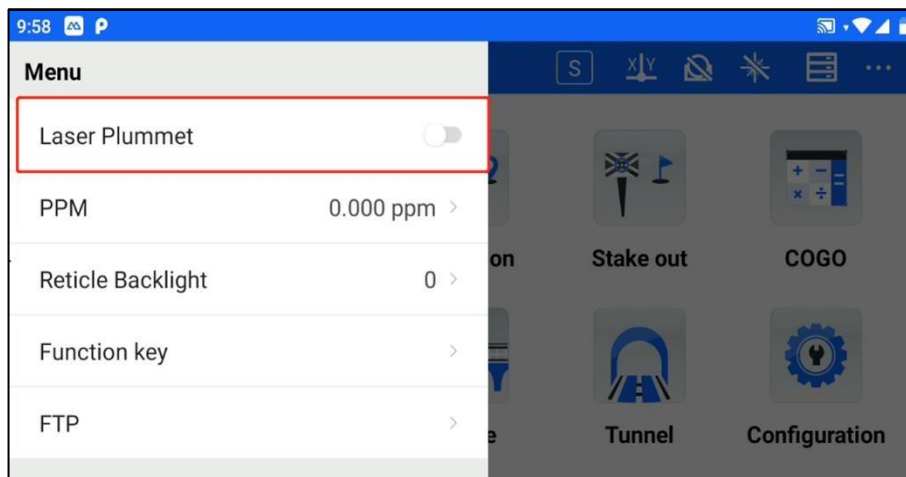 9:58
Menu
S X Y
Laser Plummet
PPM 0.000 ppm
Reticle Backlight 0
Function key
FTP
on Stake out COGO
e Tunnel Configuration